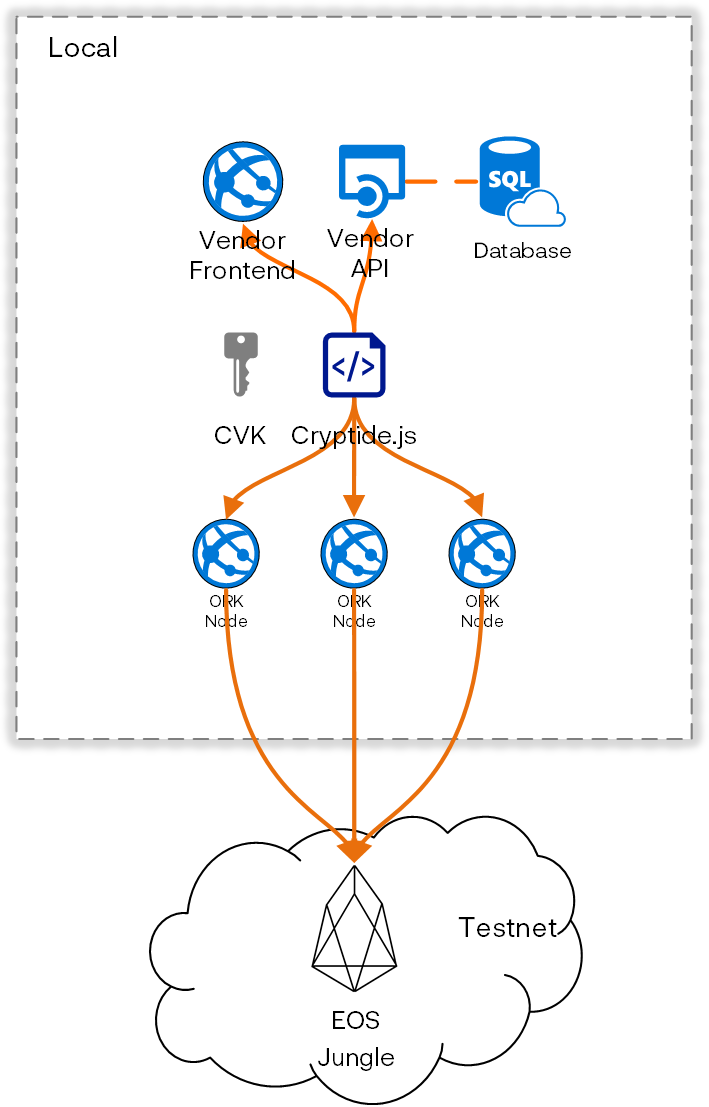 Local
SQL
Vendor
Frontend
Vendor
API
Database
</>
CVK
Cryptide.js
ORK
Node
ORK
Node
ORK
Node
Testnet
EOS
Jungle